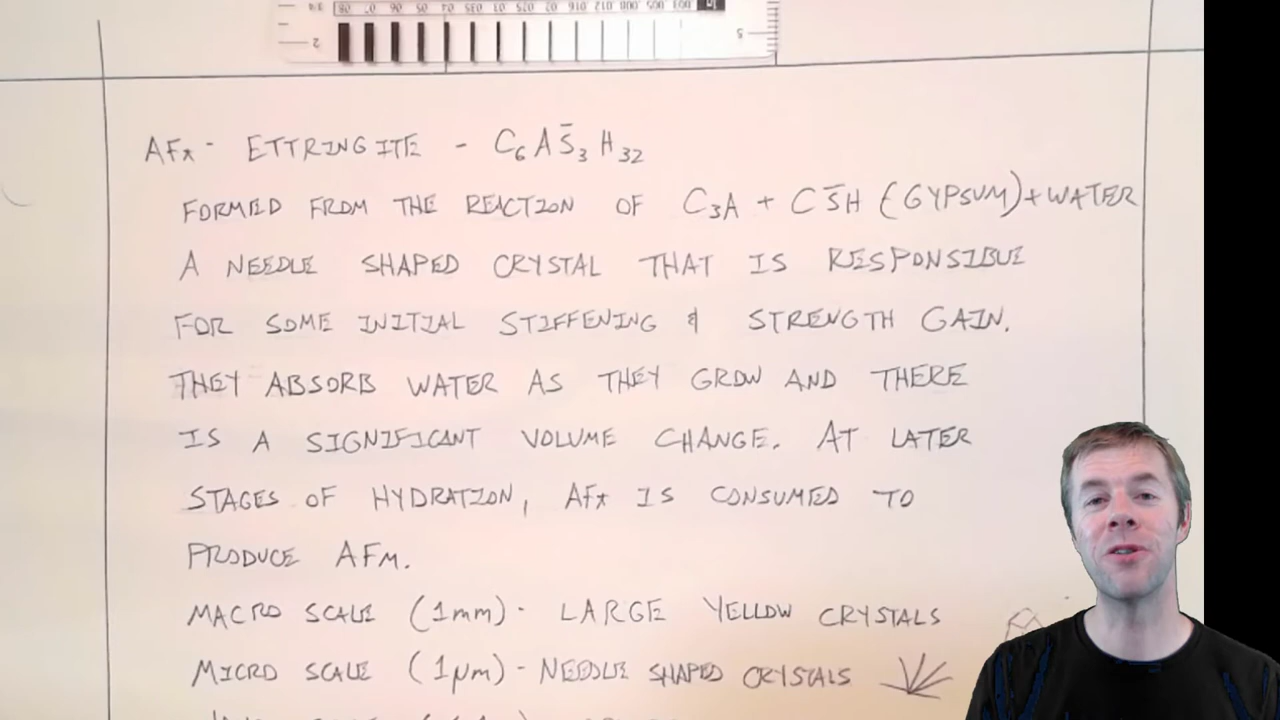 AFt - ETTRINGITE - C₆AS̄₃H₃₂
FORMED FROM THE REACTION OF C₃A + CS̄H (GYPSUM) + WATER
A NEEDLE SHAPED CRYSTAL THAT IS RESPONSIBLE
FOR SOME INITIAL STIFFENING & STRENGTH GAIN.
THEY ABSORB WATER AS THEY GROW AND THERE
IS A SIGNIFICANT VOLUME CHANGE. AT LATER
STAGES OF HYDRATION, AFt IS CONSUMED TO
PRODUCE AFM.
MACRO SCALE (1mm) - LARGE YELLOW CRYSTALS
MICRO SCALE (1μm) - NEEDLE SHAPED CRYSTALS